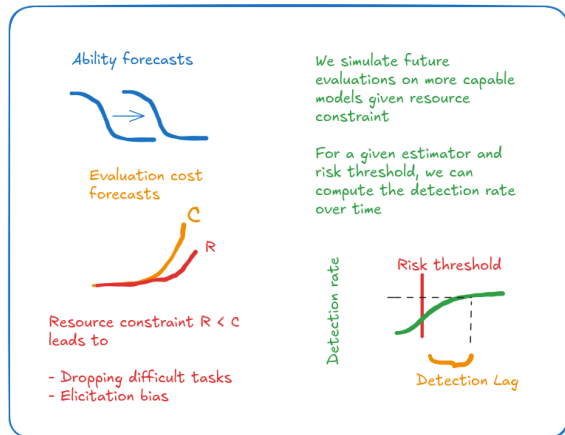 Ability forecasts
Evaluation cost
forecasts
C
R
Resource constraint R < C
leads to
- Dropping difficult tasks
- Elicitation bias
We simulate future
evaluations on more capable
models given resource
constraint
For a given estimator and
risk threshold, we can
compute the detection rate
over time
Risk threshold
Detection rate
Detection Lag